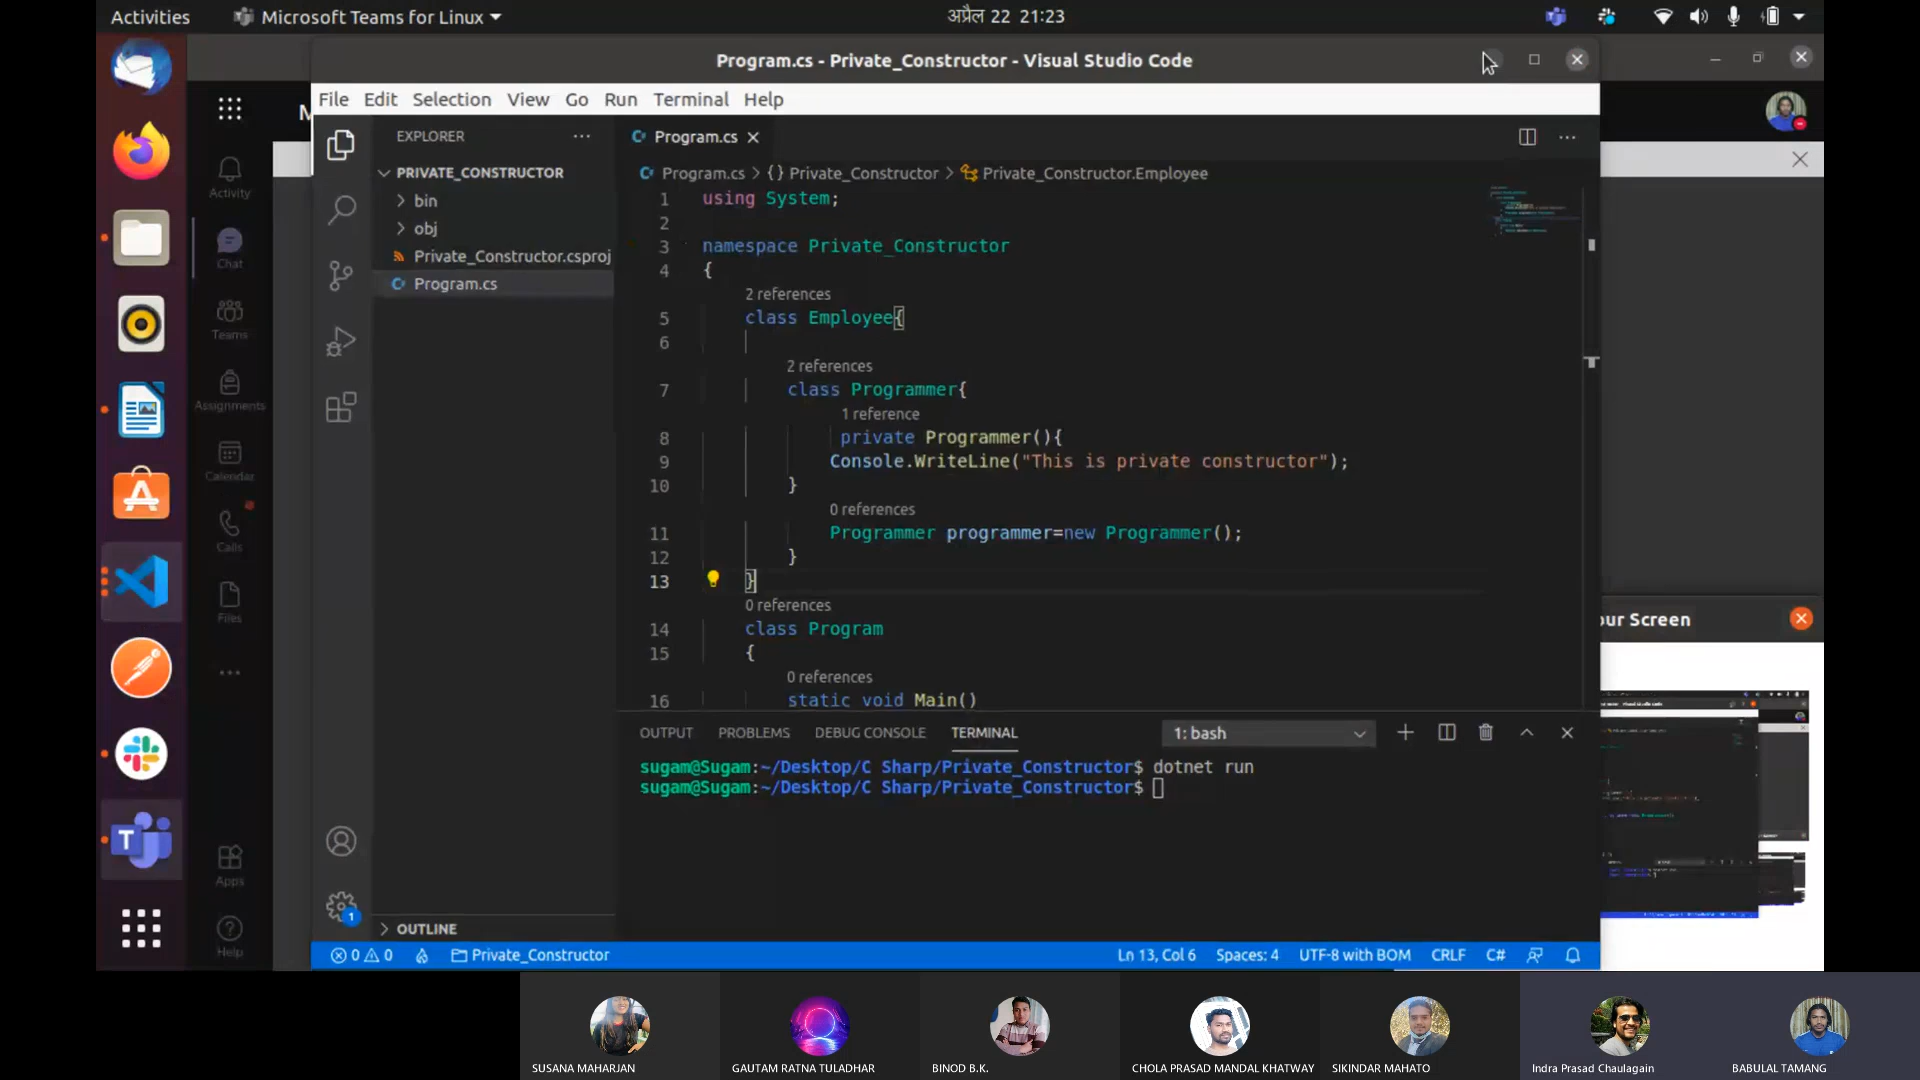 Activities
Microsoft Teams for Linux
अप्रैल 22 21:23
Program.cs - Private_Constructor - Visual Studio Code
File Edit Selection View Go Run Terminal Help
Activity
Chat
Teams
Assignments
Calendar
Calls
Files
Apps
Help
EXPLORER
PRIVATE_CONSTRUCTOR
bin
obj
Private_Constructor.csproj
Program.cs
OUTLINE
Program.cs
Program.cs > {} Private_Constructor > Private_Constructor.Employee
1 using System;
2
3 namespace Private_Constructor
4 {
2 references
5 class Employee{
6
2 references
7 class Programmer{
1 reference
8 private Programmer(){
9 Console.WriteLine("This is private constructor");
10 }
0 references
11 Programmer programmer=new Programmer();
12 }
13 }
0 references
14 class Program
15 {
0 references
16 static void Main()
OUTPUT PROBLEMS DEBUG CONSOLE TERMINAL 1: bash
sugam@Sugam:~/Desktop/C Sharp/Private_Constructor$ dotnet run
sugam@Sugam:~/Desktop/C Sharp/Private_Constructor$
1
0 0 Private_Constructor Ln 13, Col 6 Spaces: 4 UTF-8 with BOM CRLF C#
our Screen
SUSANA MAHARJAN
GAUTAM RATNA TULADHAR
BINOD B.K.
CHOLA PRASAD MANDAL KHATWAY
SIKINDAR MAHATO
Indra Prasad Chaulagain
BABULAL TAMANG